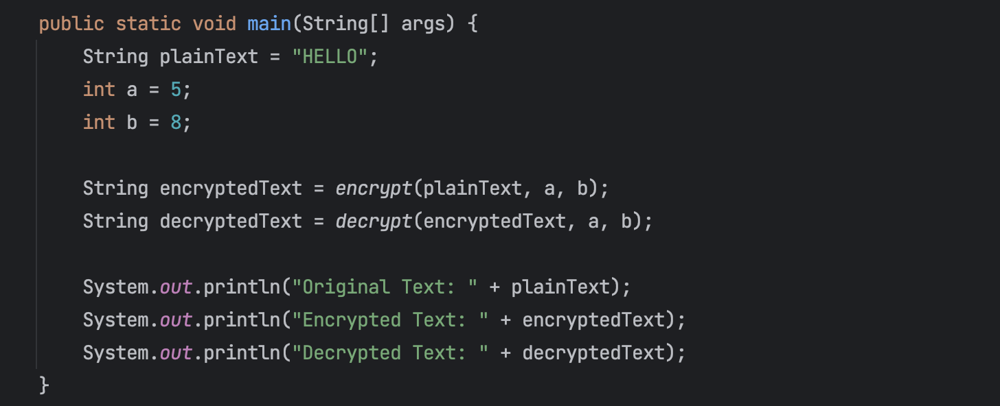 public static void main(String[] args) {
    String plainText = "HELLO";
    int a = 5;
    int b = 8;
    String encryptedText = encrypt(plainText, a, b);
    String decryptedText = decrypt(encryptedText, a, b);
    System.out.println("Original Text: " + plainText);
    System.out.println("Encrypted Text: " + encryptedText);
    System.out.println("Decrypted Text: " + decryptedText);
}